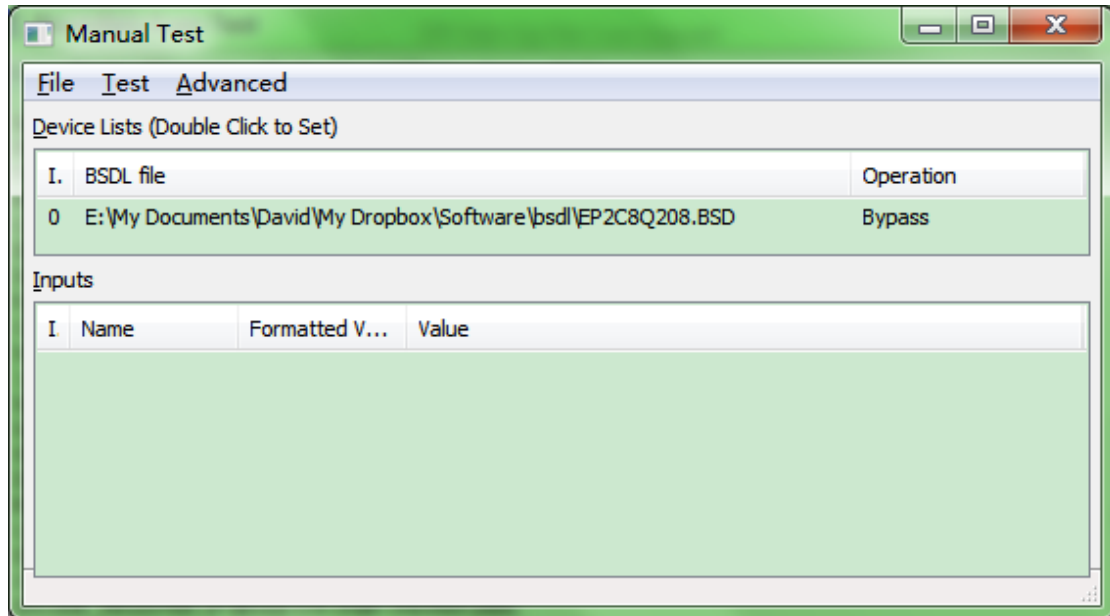 Manual Test
File Test Advanced
Device Lists (Double Click to Set)
I. BSDL file Operation
0 E:\My Documents\David\My Dropbox\Software\bsdl\EP2C8Q208.BSD Bypass
Inputs
I. Name Formatted V... Value